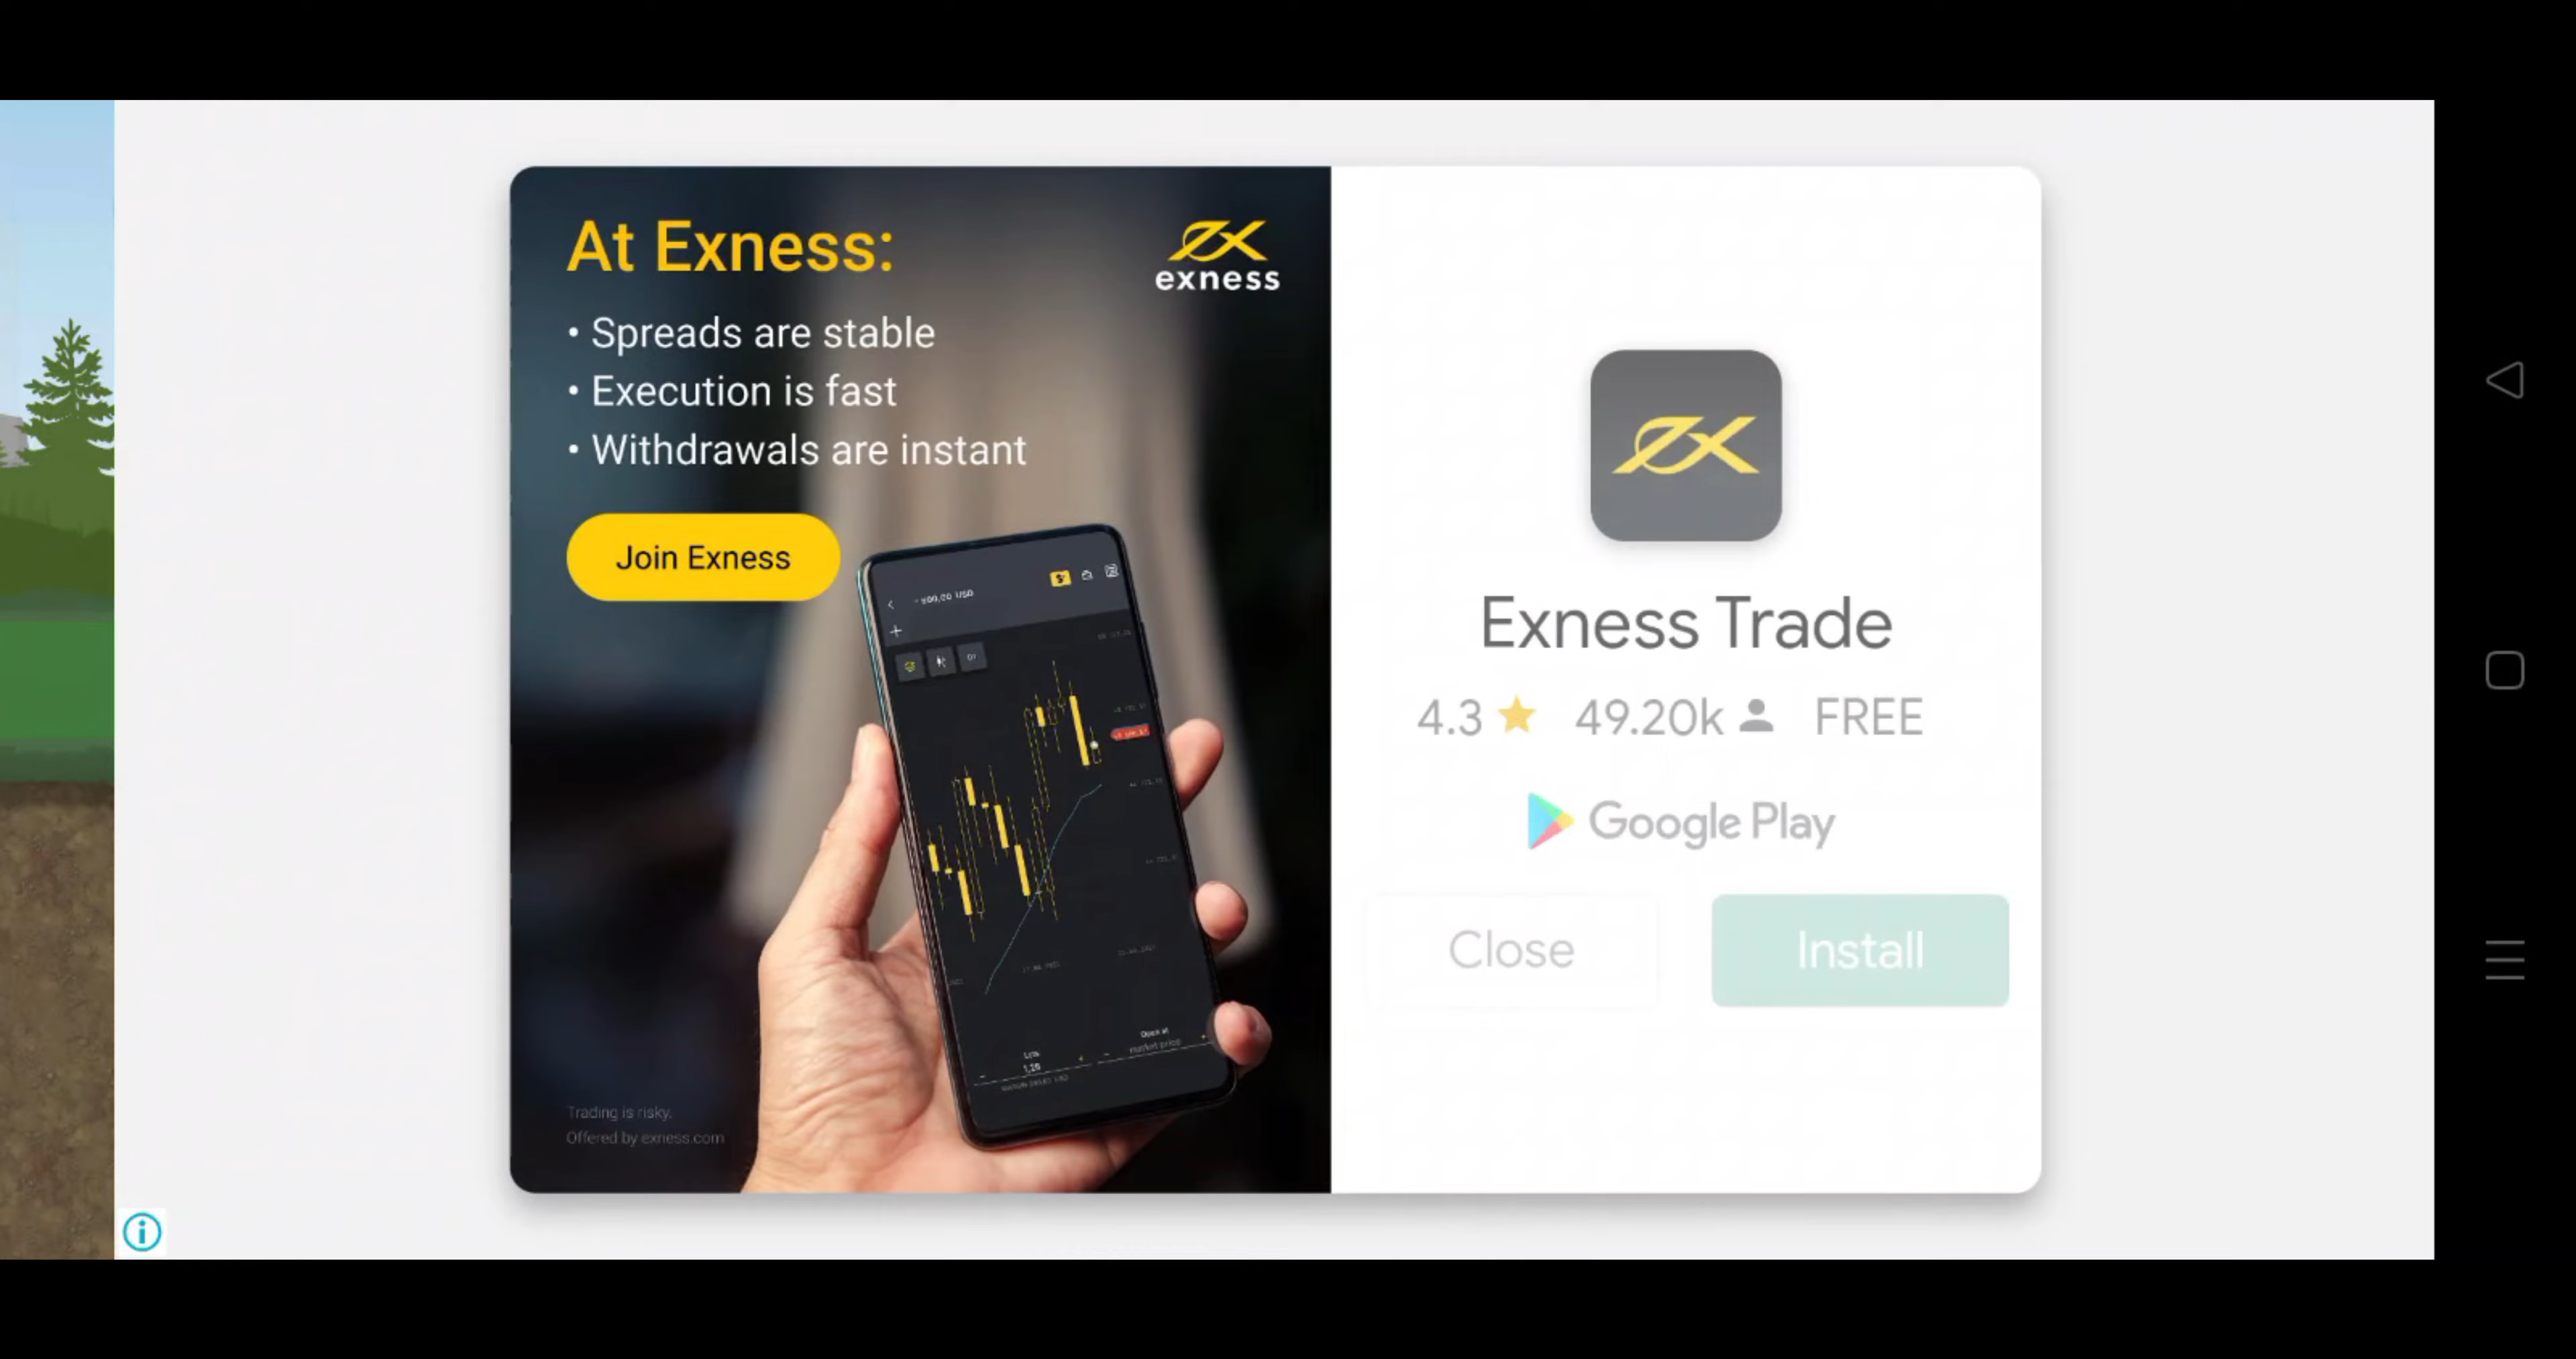 At Exness:
exness
• Spreads are stable
• Execution is fast
• Withdrawals are instant
Join Exness
Trading is risky.
Offered by exness.com
Exness Trade
4.3 49.20k FREE
Google Play
Close Install